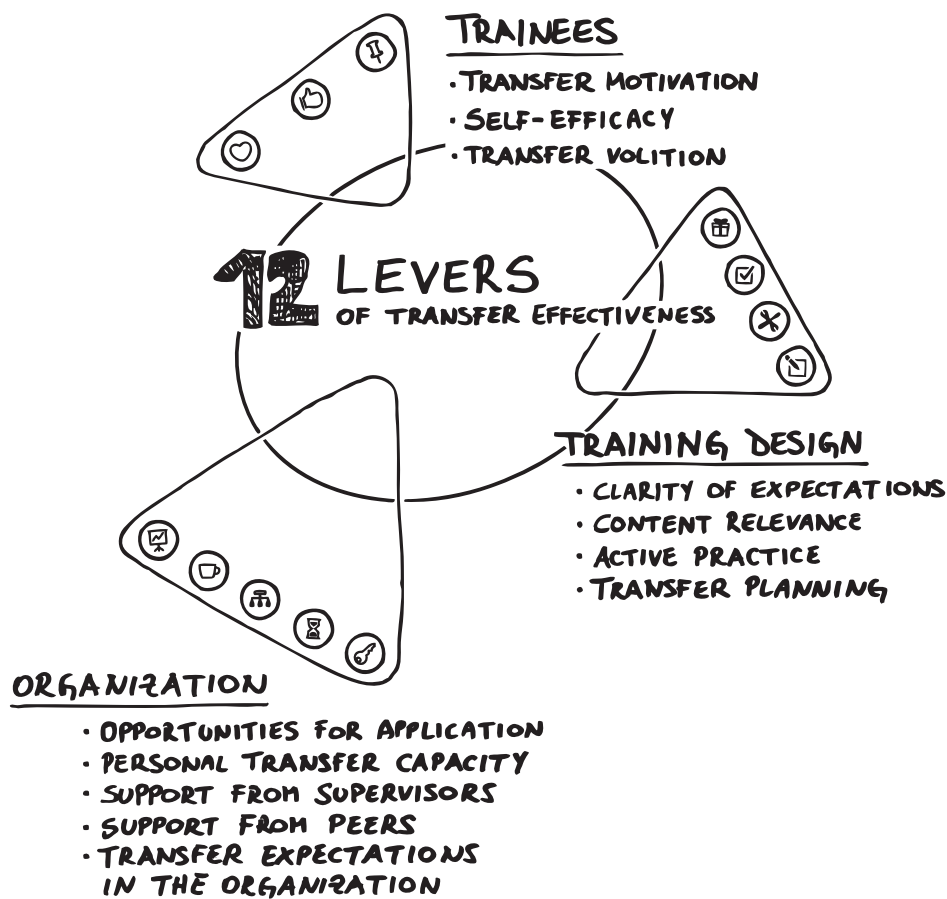 TRAINEES
· TRANSFER MOTIVATION
· SELF-EFFICACY
· TRANSFER VOLITION
12 LEVERS
OF TRANSFER EFFECTIVENESS
TRAINING DESIGN
· CLARITY OF EXPECTATIONS
· CONTENT RELEVANCE
· ACTIVE PRACTICE
· TRANSFER PLANNING
ORGANIZATION
· OPPORTUNITIES FOR APPLICATION
· PERSONAL TRANSFER CAPACITY
· SUPPORT FROM SUPERVISORS
· SUPPORT FROM PEERS
· TRANSFER EXPECTATIONS
IN THE ORGANIZATION